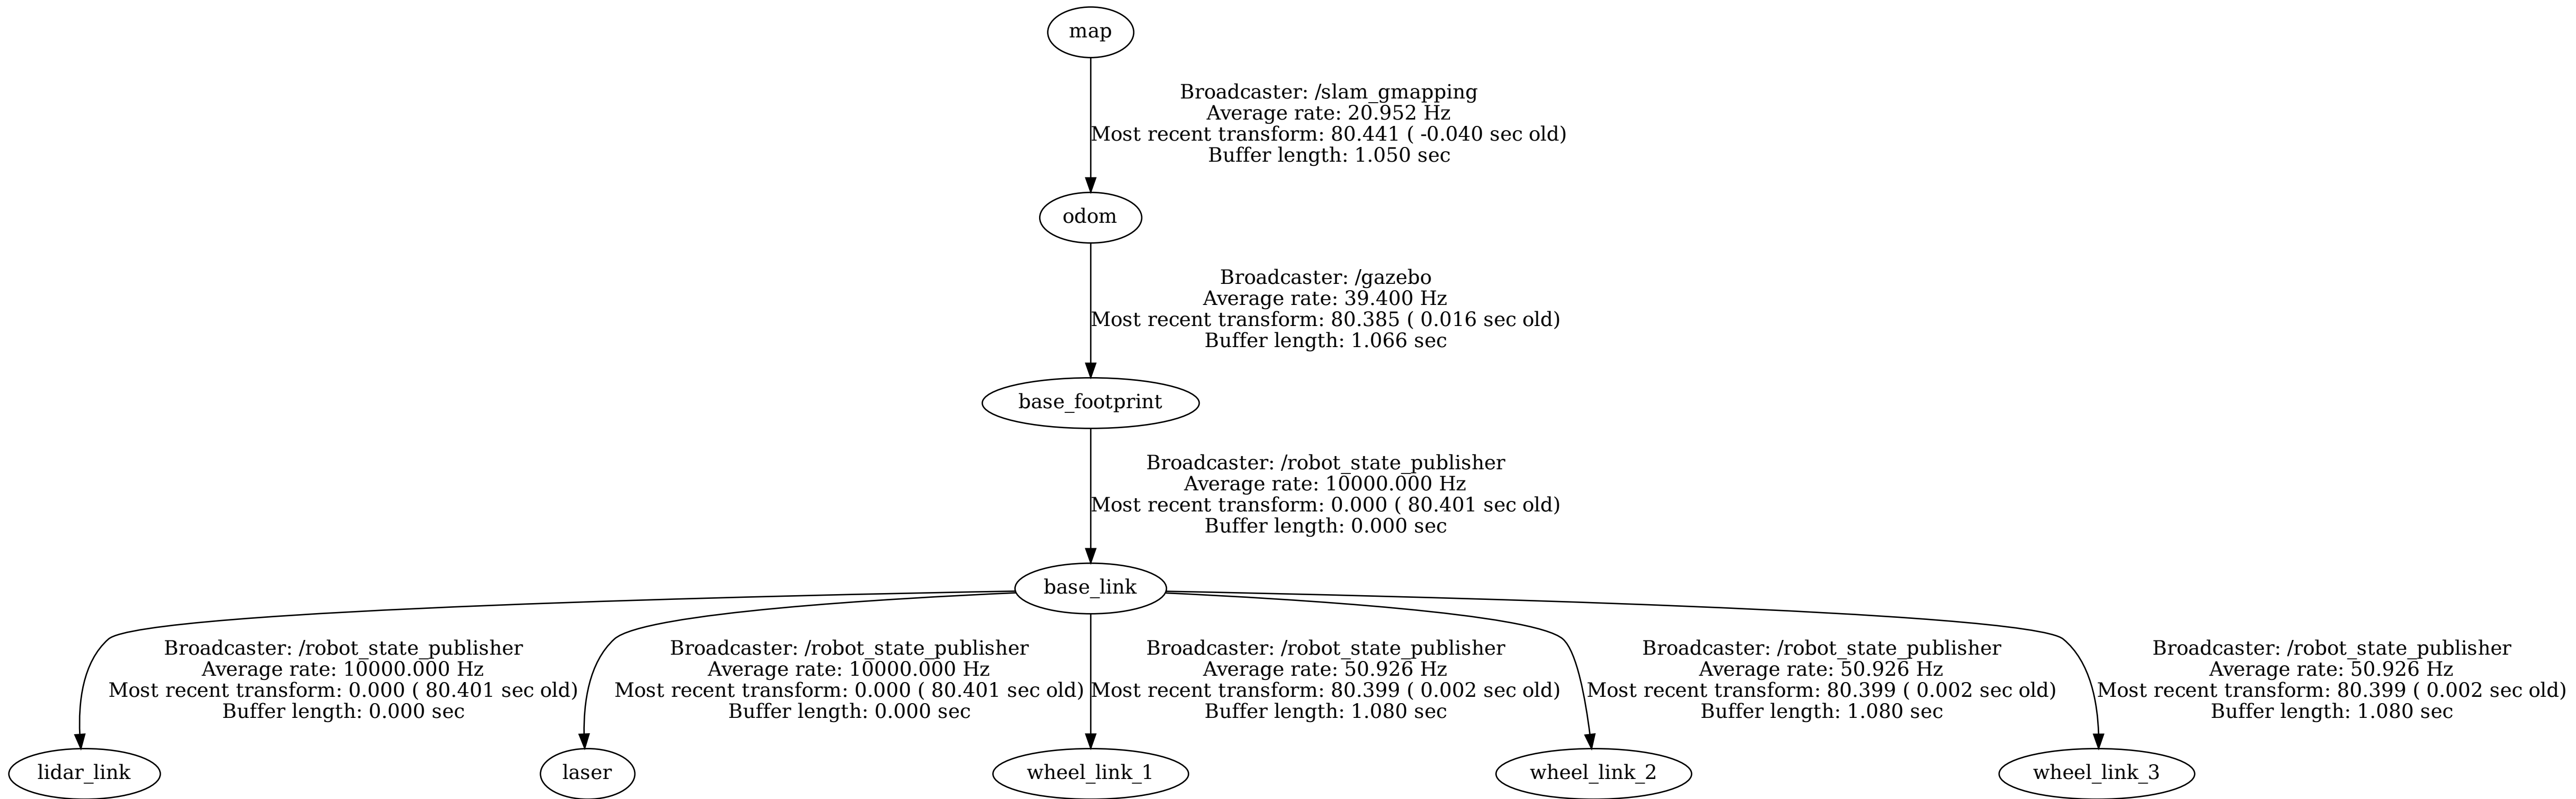 map
Broadcaster: /slam_gmapping
Average rate: 20.952 Hz
Most recent transform: 80.441 ( -0.040 sec old)
Buffer length: 1.050 sec
odom
Broadcaster: /gazebo
Average rate: 39.400 Hz
Most recent transform: 80.385 ( 0.016 sec old)
Buffer length: 1.066 sec
base_footprint
Broadcaster: /robot_state_publisher
Average rate: 10000.000 Hz
Most recent transform: 0.000 ( 80.401 sec old)
Buffer length: 0.000 sec
base_link
Broadcaster: /robot_state_publisher
Average rate: 10000.000 Hz
Most recent transform: 0.000 ( 80.401 sec old)
Buffer length: 0.000 sec
Broadcaster: /robot_state_publisher
Average rate: 10000.000 Hz
Most recent transform: 0.000 ( 80.401 sec old)
Buffer length: 0.000 sec
Broadcaster: /robot_state_publisher
Average rate: 50.926 Hz
Most recent transform: 80.399 ( 0.002 sec old)
Buffer length: 1.080 sec
Broadcaster: /robot_state_publisher
Average rate: 50.926 Hz
Most recent transform: 80.399 ( 0.002 sec old)
Buffer length: 1.080 sec
Broadcaster: /robot_state_publisher
Average rate: 50.926 Hz
Most recent transform: 80.399 ( 0.002 sec old)
Buffer length: 1.080 sec
lidar_link
laser
wheel_link_1
wheel_link_2
wheel_link_3